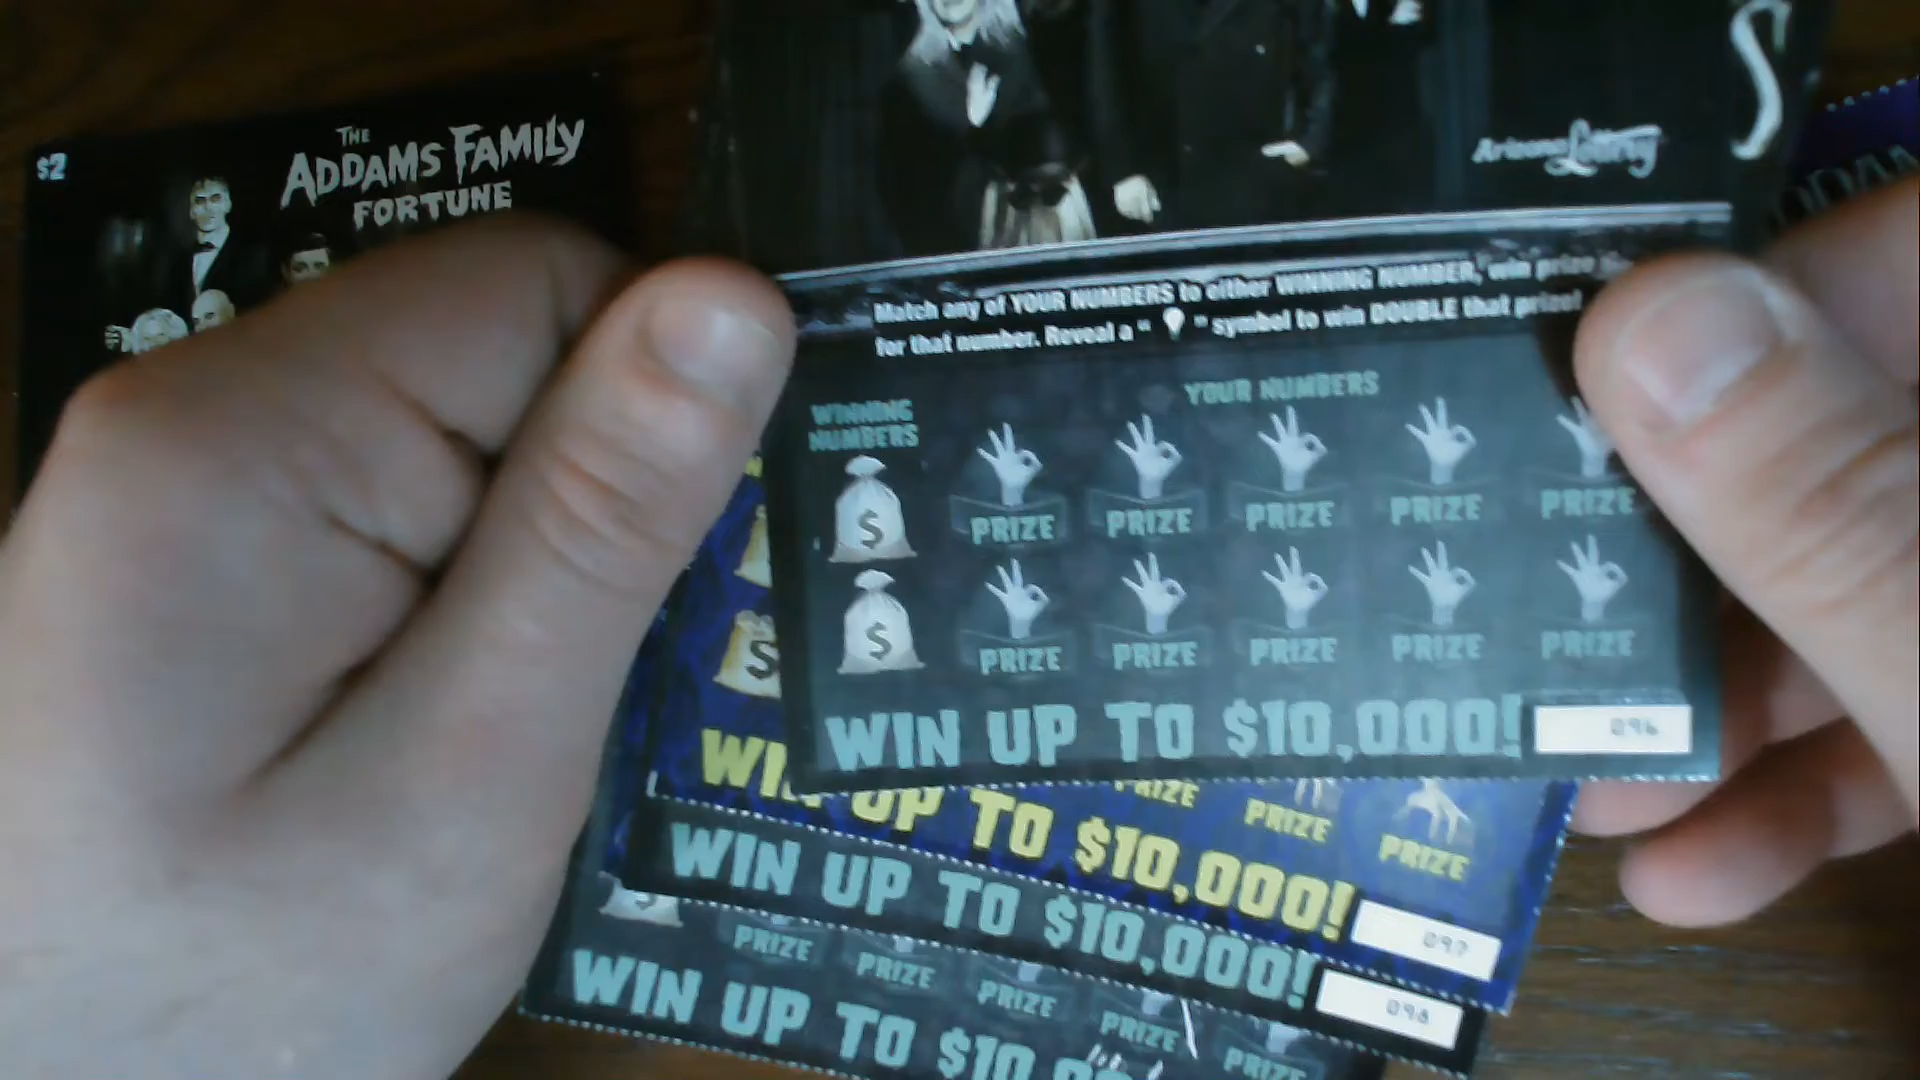 $2
THE
ADDAMS FAMILY
FORTUNE
Arizona Lottery
Match any of YOUR NUMBERS to either WINNING NUMBER, win prize
for that number. Reveal a " " symbol to win DOUBLE that prize!
YOUR NUMBERS
WINNING
NUMBERS
PRIZE PRIZE PRIZE PRIZE PRIZE
$
PRIZE PRIZE PRIZE PRIZE PRIZE
$
WIN UP TO $10,000! 096
$
PRIZE PRIZE PRIZE
WIN UP TO $10,000! 097
WIN UP TO $10,000! 098
$
PRIZE PRIZE PRIZE PRIZE PRIZE
WIN UP TO $10